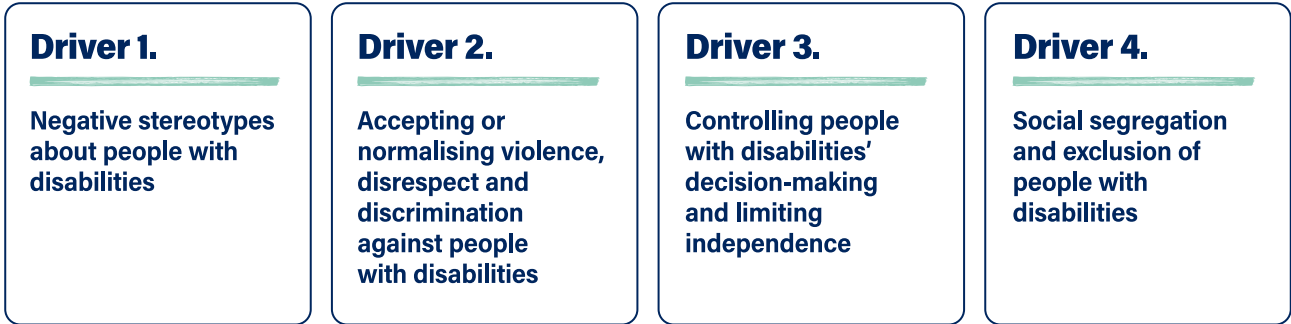 Driver 1.
Negative stereotypes
about people with
disabilities
Driver 2.
Accepting or
normalising violence,
disrespect and
discrimination
against people
with disabilities
Driver 3.
Controlling people
with disabilities’
decision-making
and limiting
independence
Driver 4.
Social segregation
and exclusion of
people with
disabilities